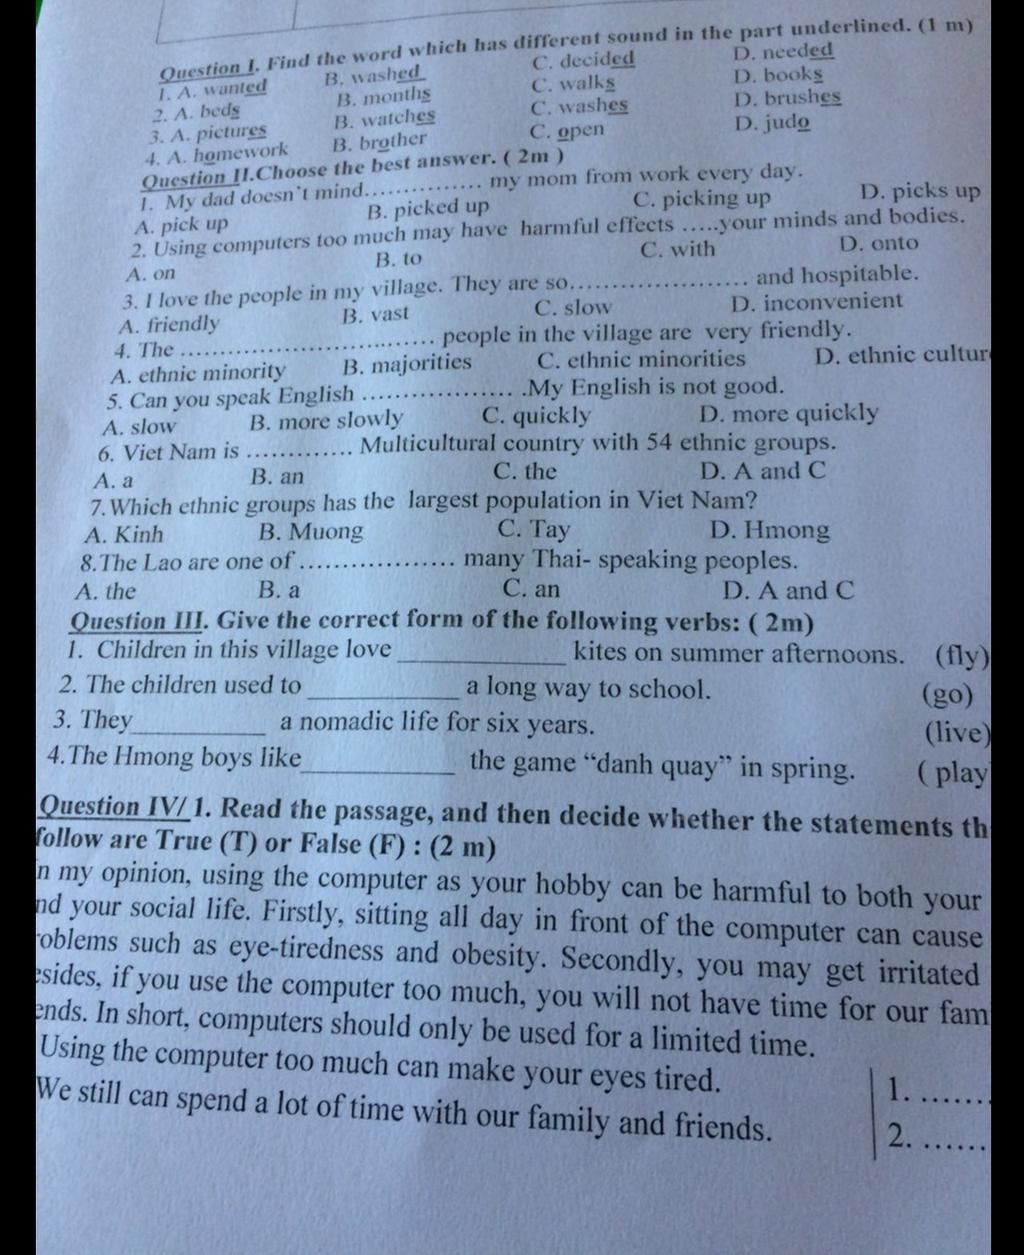 Question I. Find the word which has different sound in the part underlined. (1 m)
1. A. wanted B. washed C. decided D. needed
2. A. beds B. months C. walks D. books
3. A. pictures B. watches C. washes D. brushes
4. A. homework B. brother C. open D. judo
Question II.Choose the best answer. ( 2m )
1. My dad doesn't mind................ my mom from work every day.
A. pick up B. picked up C. picking up D. picks up
2. Using computers too much may have harmful effects .....your minds and bodies.
A. on B. to C. with D. onto
3. I love the people in my village. They are so........................ and hospitable.
A. friendly B. vast C. slow D. inconvenient
4. The .................................. people in the village are very friendly.
A. ethnic minority B. majorities C. ethnic minorities D. ethnic cultur
5. Can you speak English .....................My English is not good.
A. slow B. more slowly C. quickly D. more quickly
6. Viet Nam is .............. Multicultural country with 54 ethnic groups.
A. a B. an C. the D. A and C
7. Which ethnic groups has the largest population in Viet Nam?
A. Kinh B. Muong C. Tay D. Hmong
8.The Lao are one of .................... many Thai- speaking peoples.
A. the B. a C. an D. A and C
Question III. Give the correct form of the following verbs: ( 2m)
1. Children in this village love ____________ kites on summer afternoons. (fly)
2. The children used to ___________ a long way to school. (go)
3. They__________ a nomadic life for six years. (live)
4.The Hmong boys like___________ the game “danh quay” in spring. ( play
Question IV/ 1. Read the passage, and then decide whether the statements th
follow are True (T) or False (F) : (2 m)
n my opinion, using the computer as your hobby can be harmful to both your
nd your social life. Firstly, sitting all day in front of the computer can cause
roblems such as eye-tiredness and obesity. Secondly, you may get irritated
esides, if you use the computer too much, you will not have time for our fam
ends. In short, computers should only be used for a limited time.
Using the computer too much can make your eyes tired. 1. .......
We still can spend a lot of time with our family and friends. 2. ......